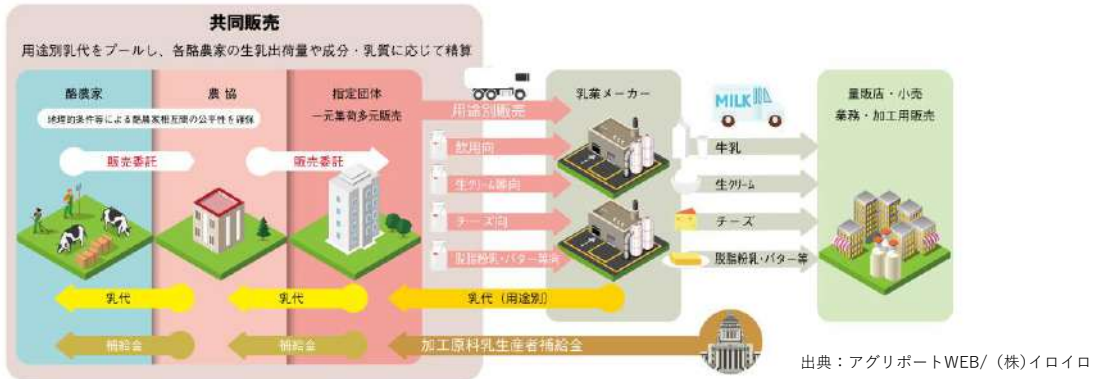 共同販売
用途別乳代をプールし、各酪農家の生乳出荷量や成分・乳質に応じて精算
酪農家
農協
指定団体
一元集荷多元販売
地理的条件等による酪農家相互間の公平性を確保
販売委託
販売委託
用途別販売
飲用向
生クリーム等向
チーズ向
脱脂粉乳・バター等向
乳業メーカー
MILK
牛乳
生クリーム
チーズ
脱脂粉乳・バター等
量販店・小売
業務・加工用販売
乳代
乳代
乳代（用途別）
補給金
補給金
加工原料乳生産者補給金
出典：アグリポートWEB/（株）イロイロ